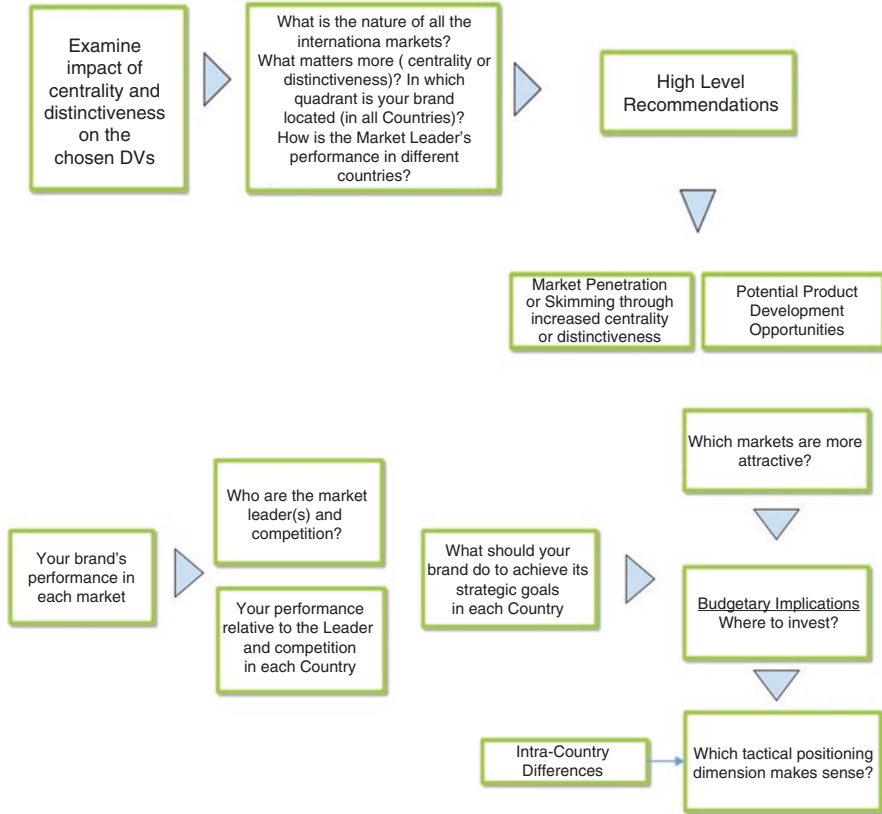 Examine
impact of
centrality and
distinctiveness
on the
chosen DVs
What is the nature of all the
internationa markets?
What matters more ( centrality or
distinctiveness)? In which
quadrant is your brand
located (in all Countries)?
How is the Market Leader's
performance in different
countries?
High Level
Recommendations
Market Penetration
or Skimming through
increased centrality
or distinctiveness
Potential Product
Development
Opportunities
Which markets are more
attractive?
Your brand's
performance in
each market
Who are the market
leader(s) and
competition?
Your performance
relative to the Leader
and competition
in each Country
What should your
brand do to achieve its
strategic goals
in each Country
Budgetary Implications
Where to invest?
Intra-Country
Differences
Which tactical positioning
dimension makes sense?